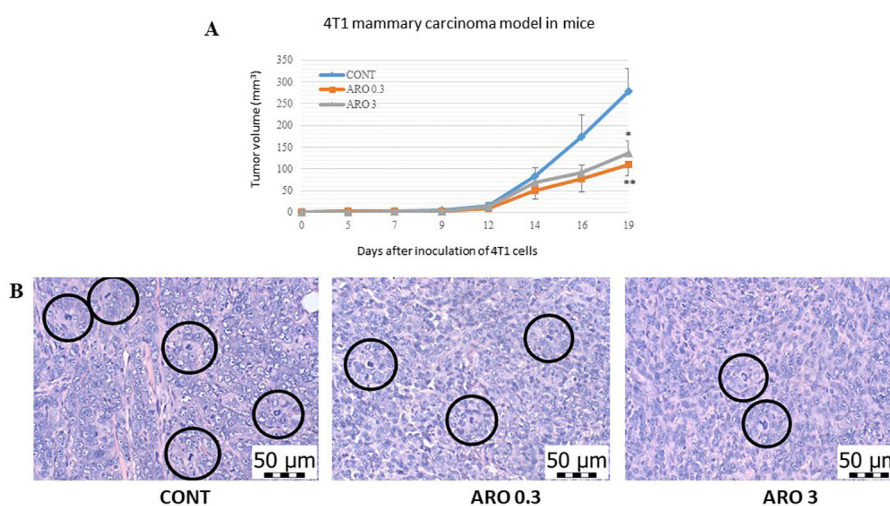 4T1 mammary carcinoma model in mice
A
Tumor volume (mm³)
350
300
250
200
150
100
50
0
CONT
ARO 0.3
ARO 3
*
**
0 5 7 9 12 14 16 19
Days after inoculation of 4T1 cells
B
50 µm 50 µm 50 µm
CONT ARO 0.3 ARO 3